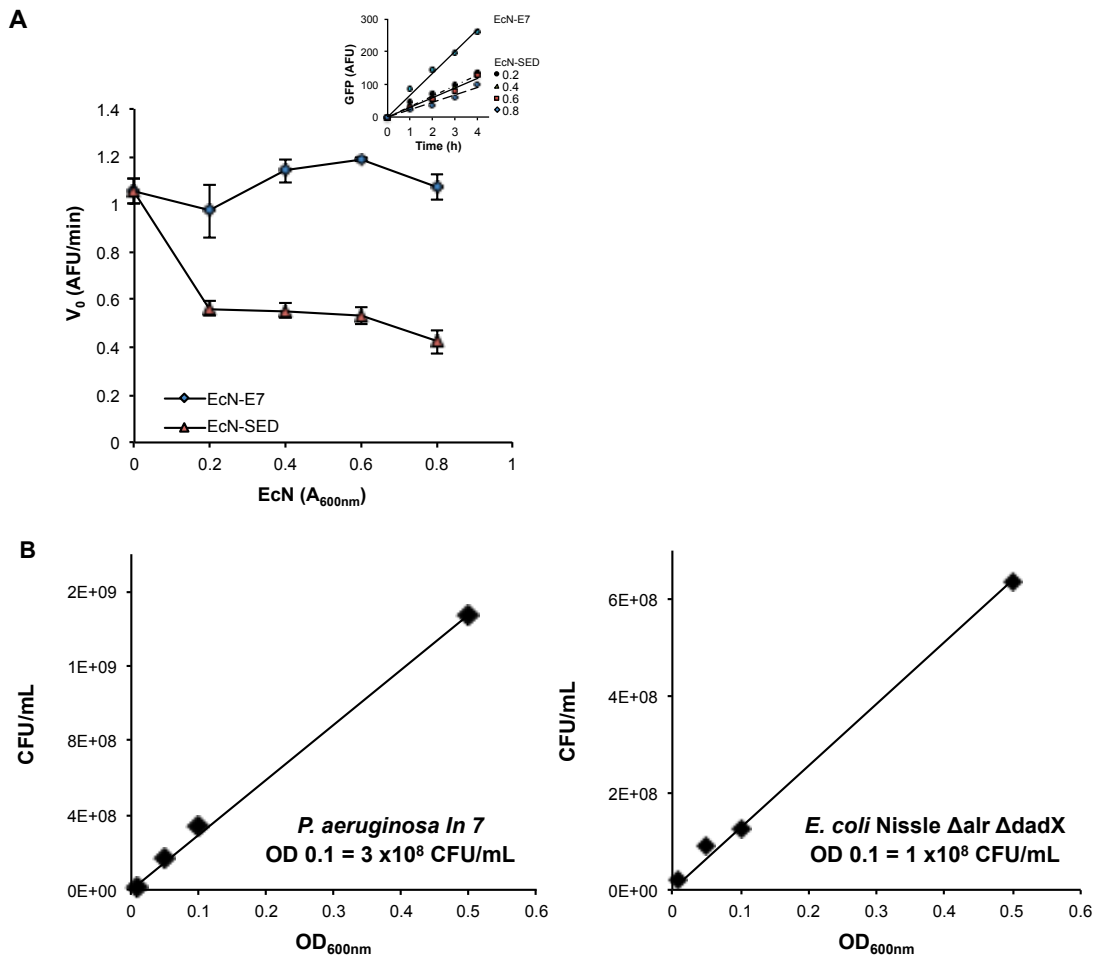 A
300
200
100
0
GFP (AFU)
0 1 2 3 4
Time (h)
EcN-E7
EcN-SED
0.2
0.4
0.6
0.8
1.4
1.2
1
0.8
0.6
0.4
0.2
0
V0 (AFU/min)
EcN-E7
EcN-SED
0 0.2 0.4 0.6 0.8 1
EcN (A600nm)
B
2E+09
1E+09
8E+08
4E+08
0E+00
CFU/mL
P. aeruginosa ln 7
OD 0.1 = 3 x10⁸ CFU/mL
0 0.1 0.2 0.3 0.4 0.5 0.6
OD600nm
6E+08
4E+08
2E+08
0E+00
CFU/mL
E. coli Nissle Δalr ΔdadX
OD 0.1 = 1 x10⁸ CFU/mL
0 0.1 0.2 0.3 0.4 0.5 0.6
OD600nm